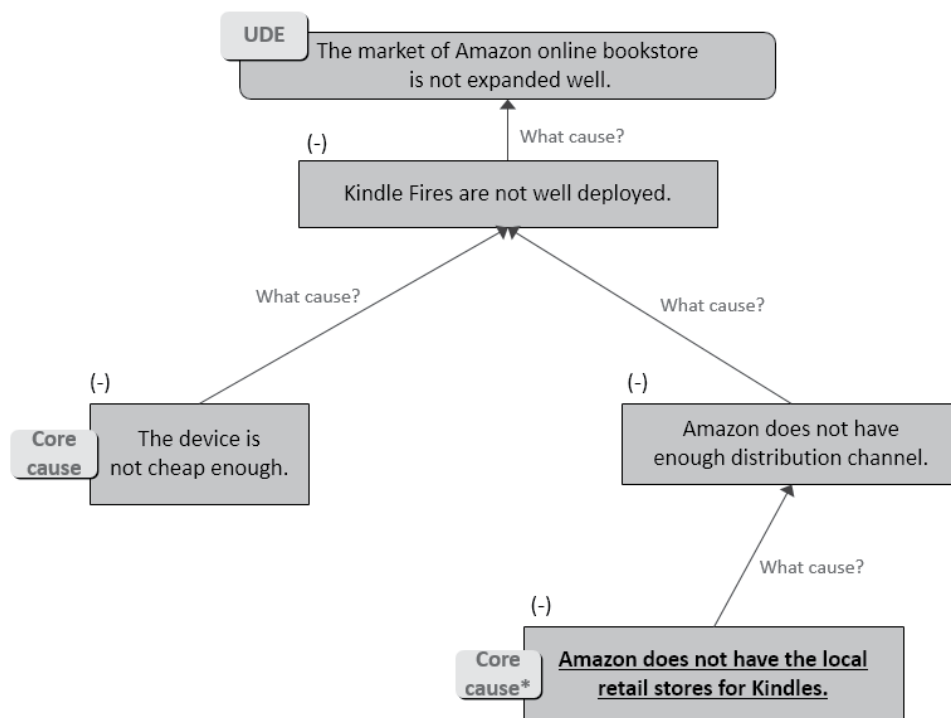 UDE
The market of Amazon online bookstore
is not expanded well.
What cause?
(-)
Kindle Fires are not well deployed.
What cause?
What cause?
(-)
(-)
Core
cause
The device is
not cheap enough.
Amazon does not have
enough distribution channel.
What cause?
(-)
Core
cause*
Amazon does not have the local
retail stores for Kindles.